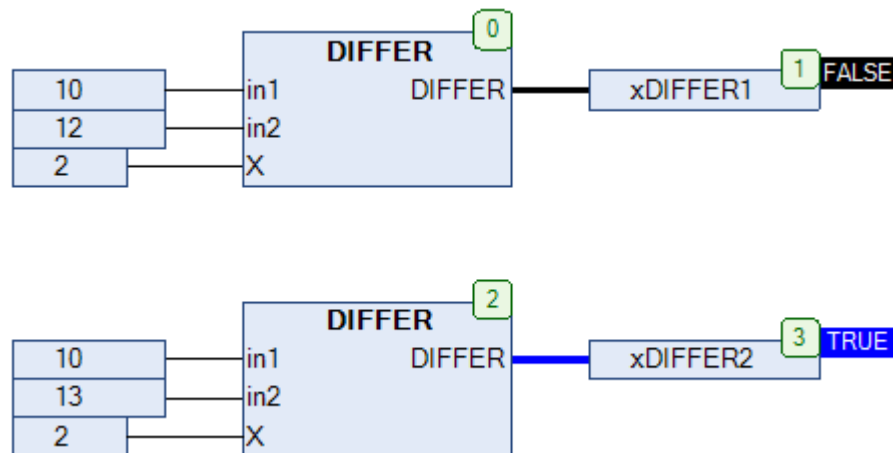 0
DIFFER
1 FALSE
10 in1 DIFFER xDIFFER1
12 in2
2 X
2
DIFFER
3 TRUE
10 in1 DIFFER xDIFFER2
13 in2
2 X